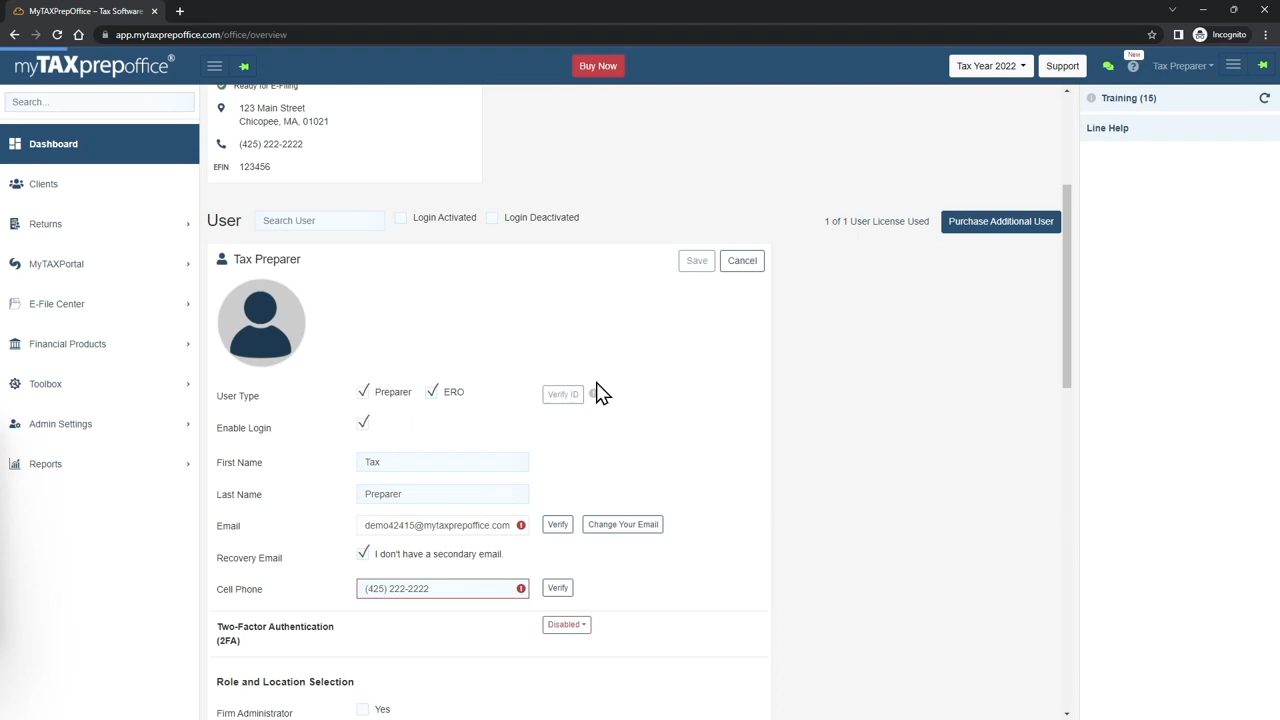 MyTAXPrepOffice – Tax Software
app.mytaxprepoffice.com/office/overview
Incognito
myTAXprepoffice®
Buy Now
Tax Year 2022
Support
New
Tax Preparer
Search...
Training (15)
Line Help
Dashboard
Clients
Returns
MyTAXPortal
E-File Center
Financial Products
Toolbox
Admin Settings
Reports
Ready for E-Filing
123 Main Street
Chicopee, MA, 01021
(425) 222-2222
EFIN 123456
User
Search User
Login Activated
Login Deactivated
1 of 1 User License Used
Purchase Additional User
Tax Preparer
Save
Cancel
User Type
Preparer
ERO
Verify ID
Enable Login
First Name
Tax
Last Name
Preparer
Email
demo42415@mytaxprepoffice.com
Verify
Change Your Email
Recovery Email
I don't have a secondary email.
Cell Phone
(425) 222-2222
Verify
Two-Factor Authentication
(2FA)
Disabled
Role and Location Selection
Firm Administrator
Yes